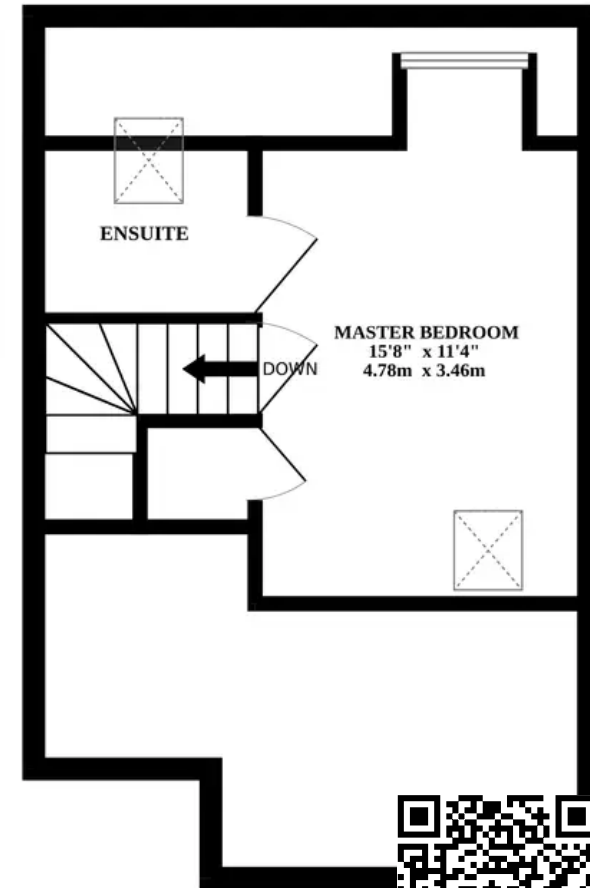 ENSUITE
MASTER BEDROOM
15'8"  x 11'4"
4.78m  x 3.46m
DOWN